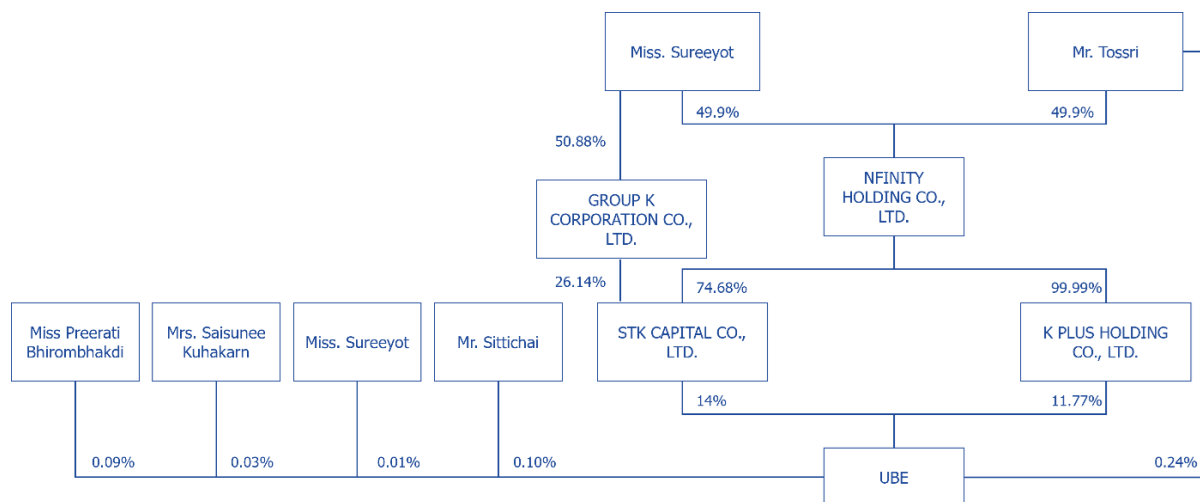 Miss. Sureeyot
Mr. Tossri
49.9%
49.9%
50.88%
GROUP K
CORPORATION CO.,
LTD.
NFINITY
HOLDING CO.,
LTD.
26.14%
74.68%
99.99%
Miss Preerati
Bhirombhakdi
Mrs. Saisunee
Kuhakarn
Miss. Sureeyot
Mr. Sittichai
STK CAPITAL CO.,
LTD.
K PLUS HOLDING
CO., LTD.
14%
11.77%
0.09%
0.03%
0.01%
0.10%
UBE
0.24%